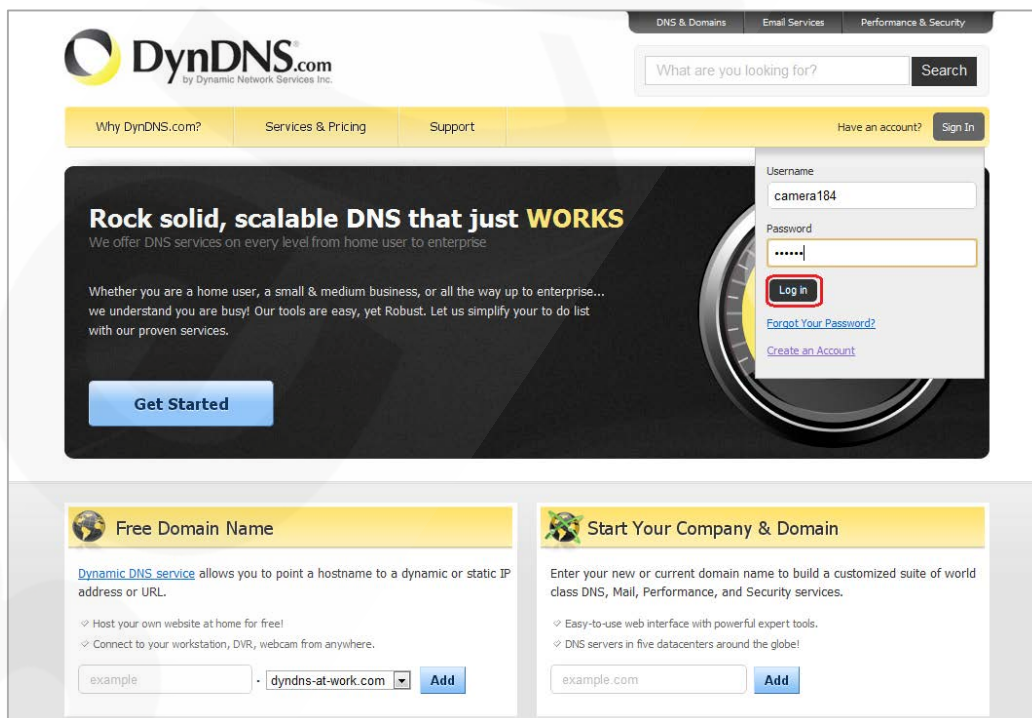 DNS & Domains
Email Services
Performance & Security
DynDNS.com
by Dynamic Network Services Inc.
What are you looking for?
Search
Why DynDNS.com?
Services & Pricing
Support
Have an account?
Sign In
Username
camera184
Password
••••••
Log in
Forgot Your Password?
Create an Account
Rock solid, scalable DNS that just WORKS
We offer DNS services on every level from home user to enterprise
Whether you are a home user, a small & medium business, or all the way up to enterprise...
we understand you are busy! Our tools are easy, yet Robust. Let us simplify your to do list
with our proven services.
Get Started
Free Domain Name
Dynamic DNS service allows you to point a hostname to a dynamic or static IP
address or URL.
Host your own website at home for free!
Connect to your workstation, DVR, webcam from anywhere.
example
. dyndns-at-work.com
Add
Start Your Company & Domain
Enter your new or current domain name to build a customized suite of world
class DNS, Mail, Performance, and Security services.
Easy-to-use web interface with powerful expert tools.
DNS servers in five datacenters around the globe!
example.com
Add